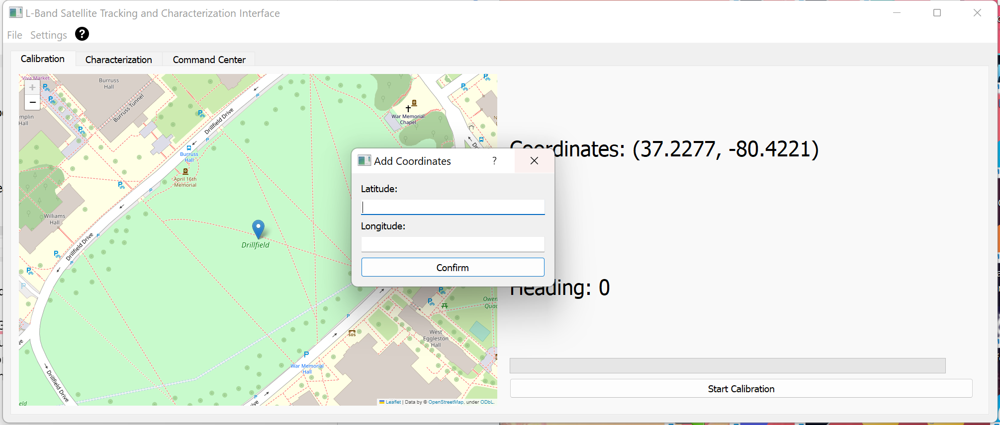 L-Band Satellite Tracking and Characterization Interface
File Settings ?
Calibration Characterization Command Center
Viva Market
+
−
Burruss
Hall
Burruss Tunnel
mplin
Hall
Drillfield Drive
War Memorial
Chapel
Burruss
Hall
April 16th
Memorial
Williams
Hall
Drillfield Drive
Drillfield
Coordinates: (37.2277, -80.4221)
Add Coordinates ?
Latitude:
Longitude:
Confirm
Heading: 0
Owen
Qua
West
Eggleston
Hall
SOS
War Memorial
Hall
Drillfield Drive
eld
Leaflet | Data by © OpenStreetMap, under ODbL.
Start Calibration